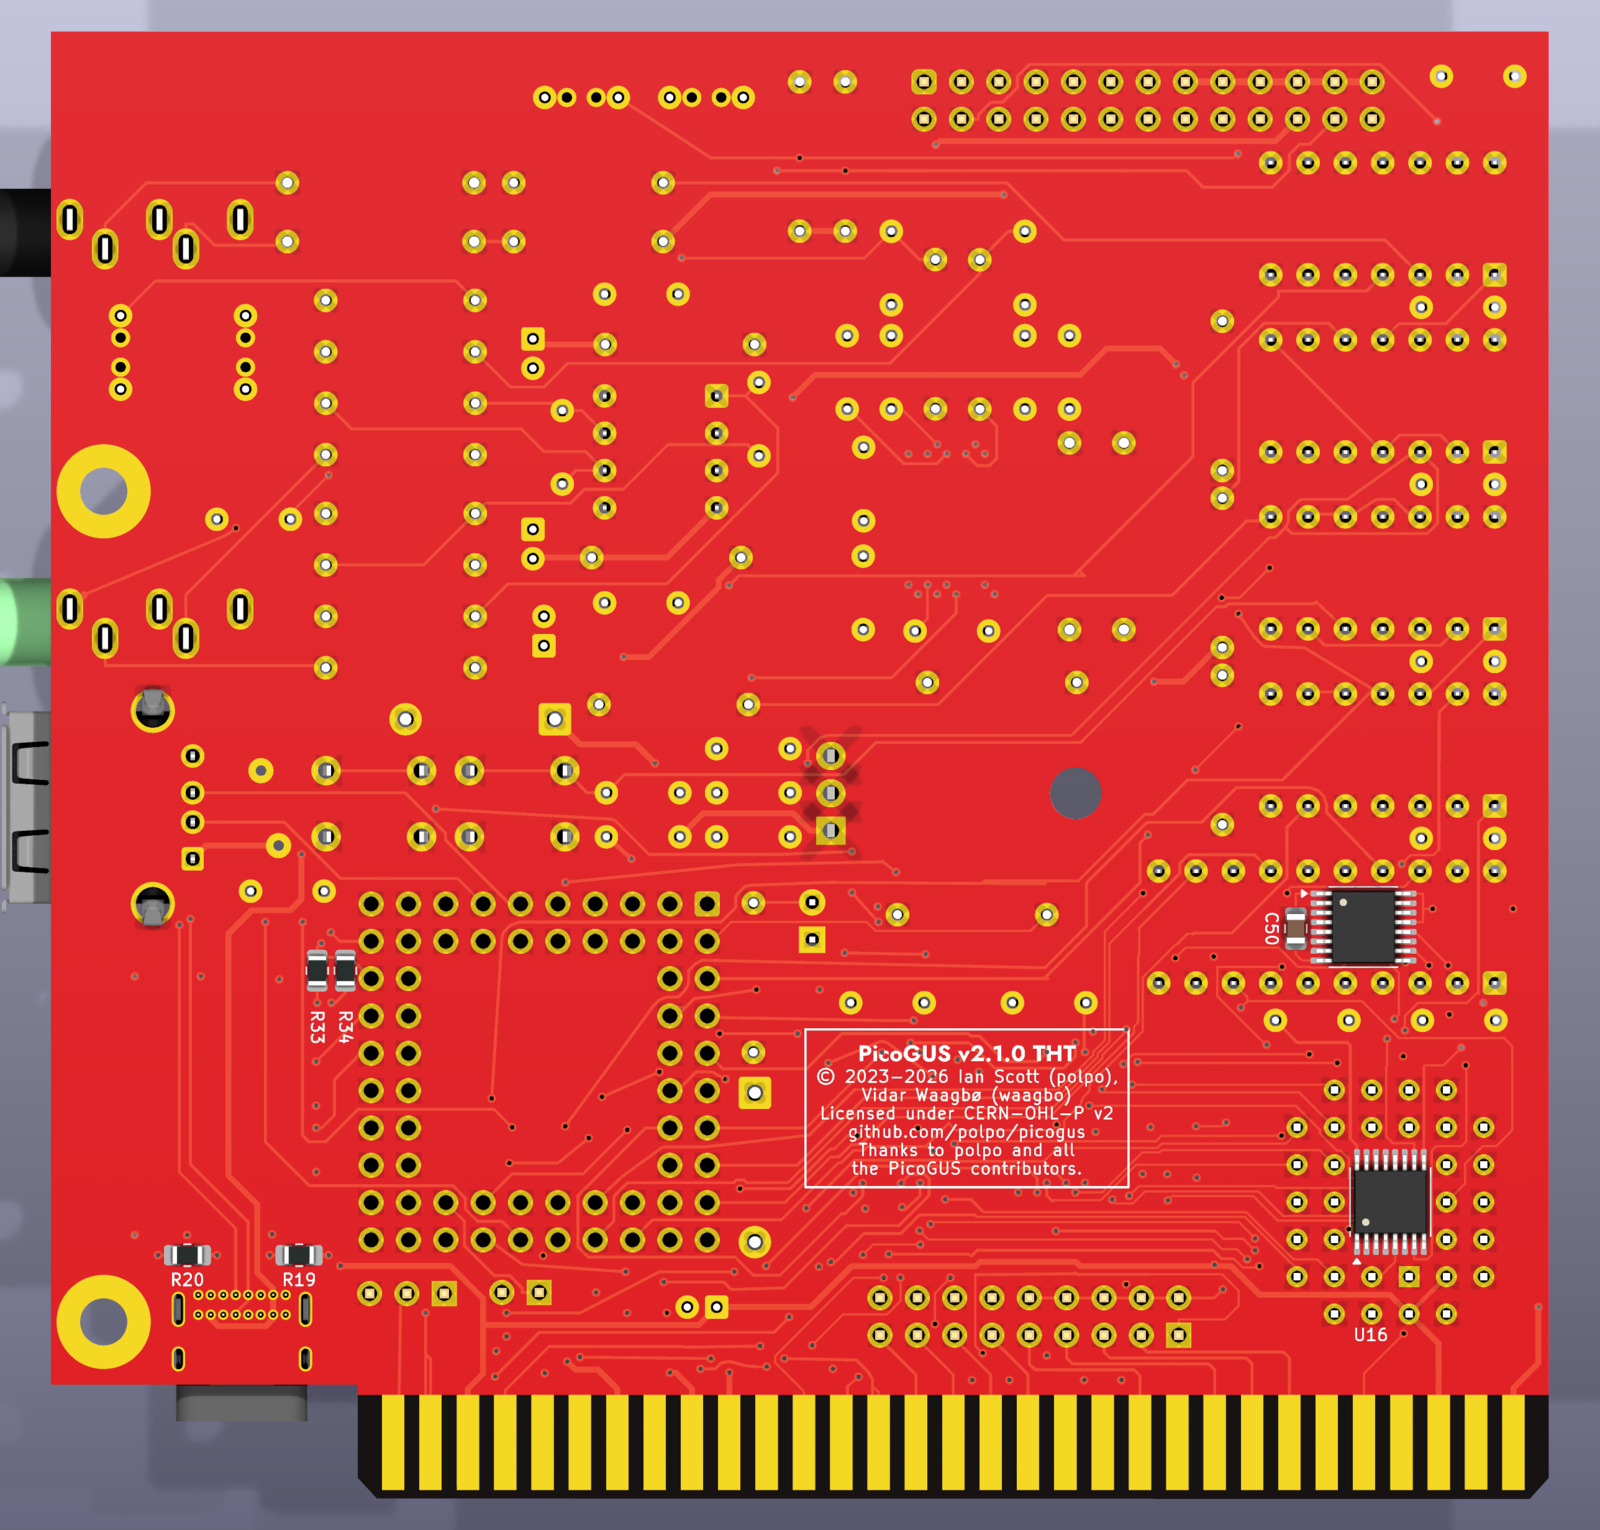 C50
R33
R34
PicoGUS v2.1.0 THT
© 2023-2026 Ian Scott (polpo),
Vidar Waagbø (waagbo)
Licensed under CERN-OHL-P v2
github.com/polpo/picogus
Thanks to polpo and all
the PicoGUS contributors.
R20
R19
U16